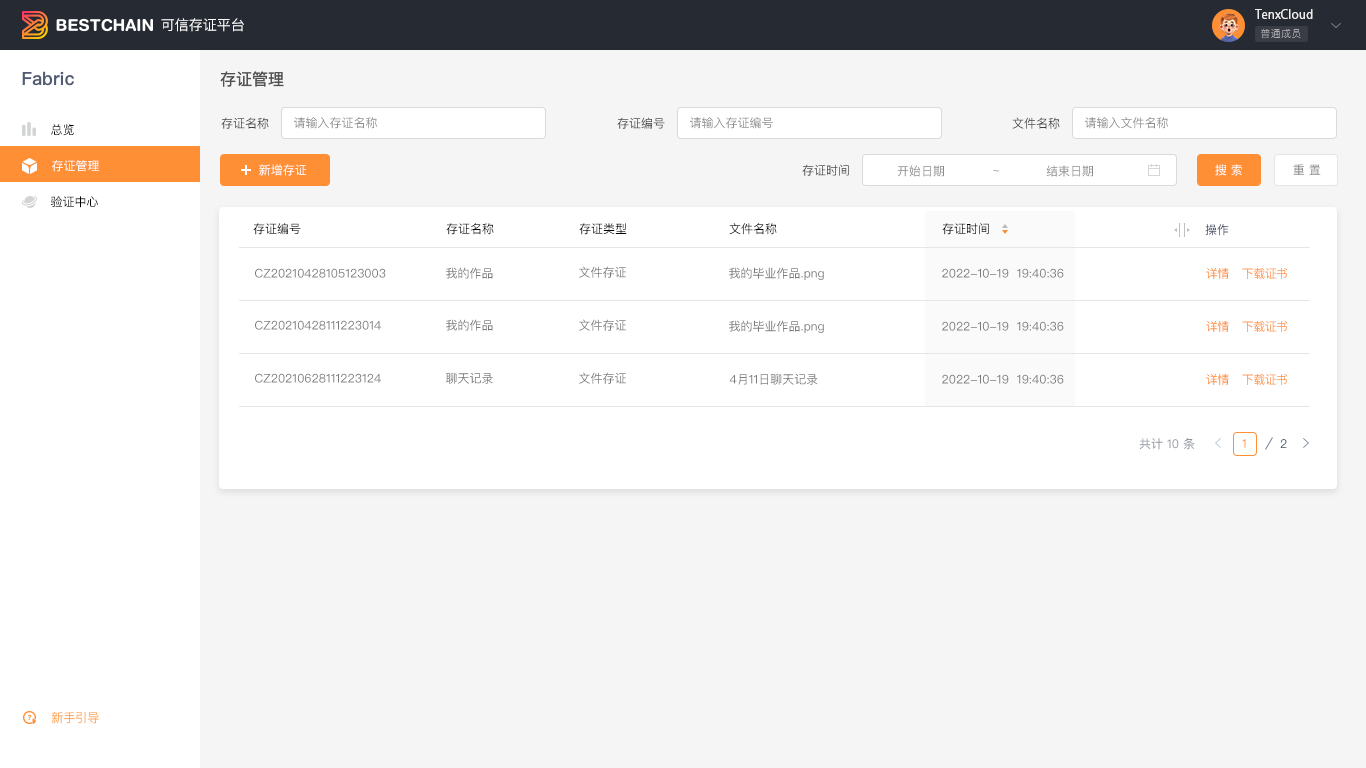 BESTCHAIN 可信存证平台
TenxCloud
普通成员
Fabric
总览
存证管理
验证中心
新手引导
存证管理
存证名称 请输入存证名称 存证编号 请输入存证编号 文件名称 请输入文件名称
+ 新增存证 存证时间 开始日期 ~ 结束日期 搜 索 重 置
存证编号 存证名称 存证类型 文件名称 存证时间 操作
CZ20210428105123003 我的作品 文件存证 我的毕业作品.png 2022-10-19 19:40:36 详情 下载证书
CZ20210428111223014 我的作品 文件存证 我的毕业作品.png 2022-10-19 19:40:36 详情 下载证书
CZ20210628111223124 聊天记录 文件存证 4月11日聊天记录 2022-10-19 19:40:36 详情 下载证书
共计 10 条 < 1 / 2 >